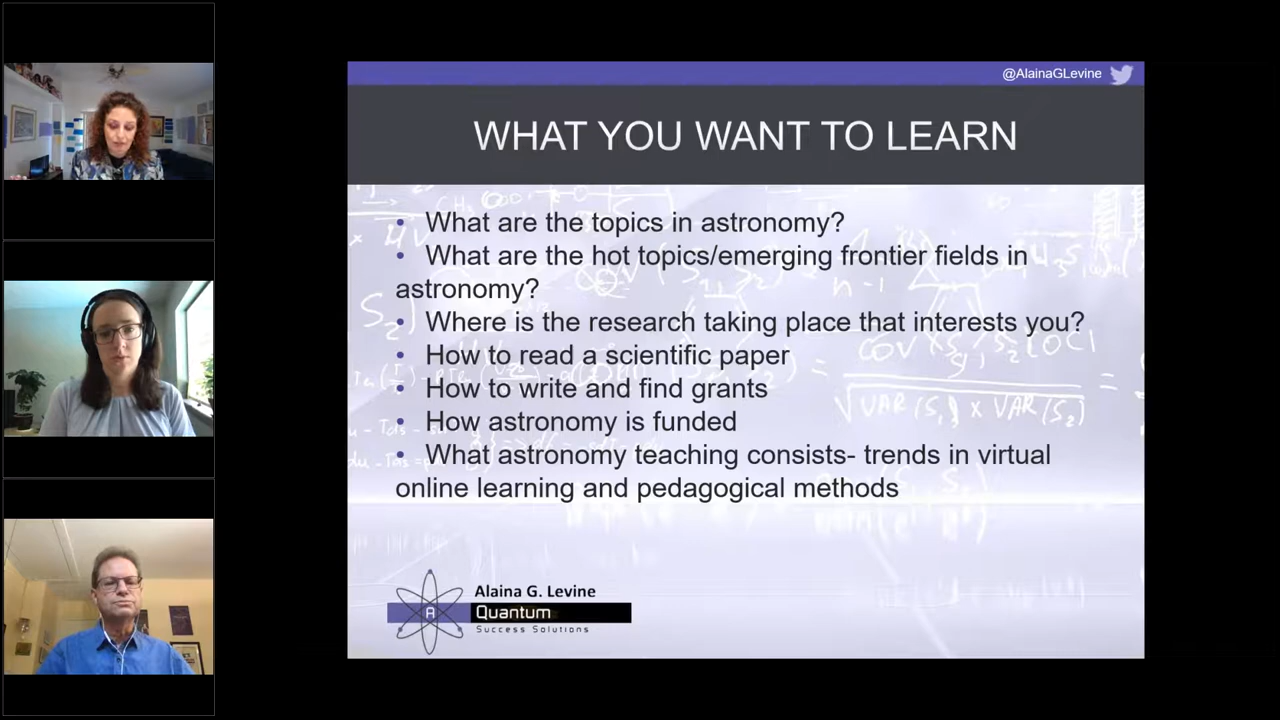 @AlainaGLevine
WHAT YOU WANT TO LEARN
• What are the topics in astronomy?
• What are the hot topics/emerging frontier fields in
astronomy?
• Where is the research taking place that interests you?
• How to read a scientific paper
• How to write and find grants
• How astronomy is funded
• What astronomy teaching consists- trends in virtual
online learning and pedagogical methods
Alaina G. Levine
A Quantum
Success Solutions